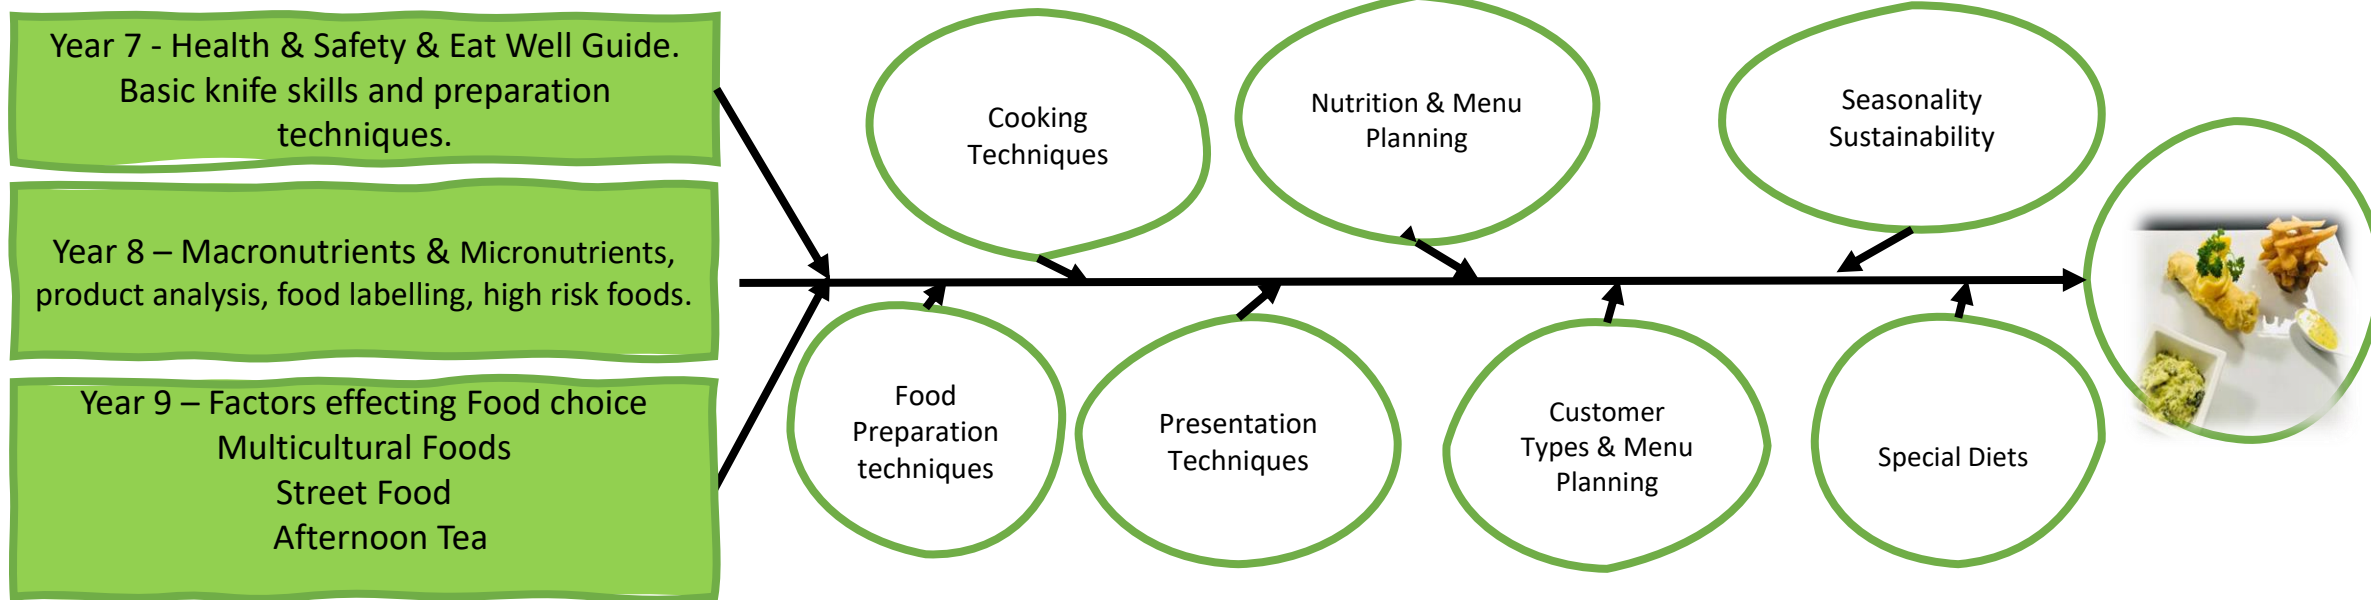 Year 7 - Health & Safety & Eat Well Guide.
Basic knife skills and preparation
techniques.
Year 8 – Macronutrients & Micronutrients,
product analysis, food labelling, high risk foods.
Year 9 – Factors effecting Food choice
Multicultural Foods
Street Food
Afternoon Tea
Cooking
Techniques
Nutrition & Menu
Planning
Seasonality
Sustainability
Food
Preparation
techniques
Presentation
Techniques
Customer
Types & Menu
Planning
Special Diets